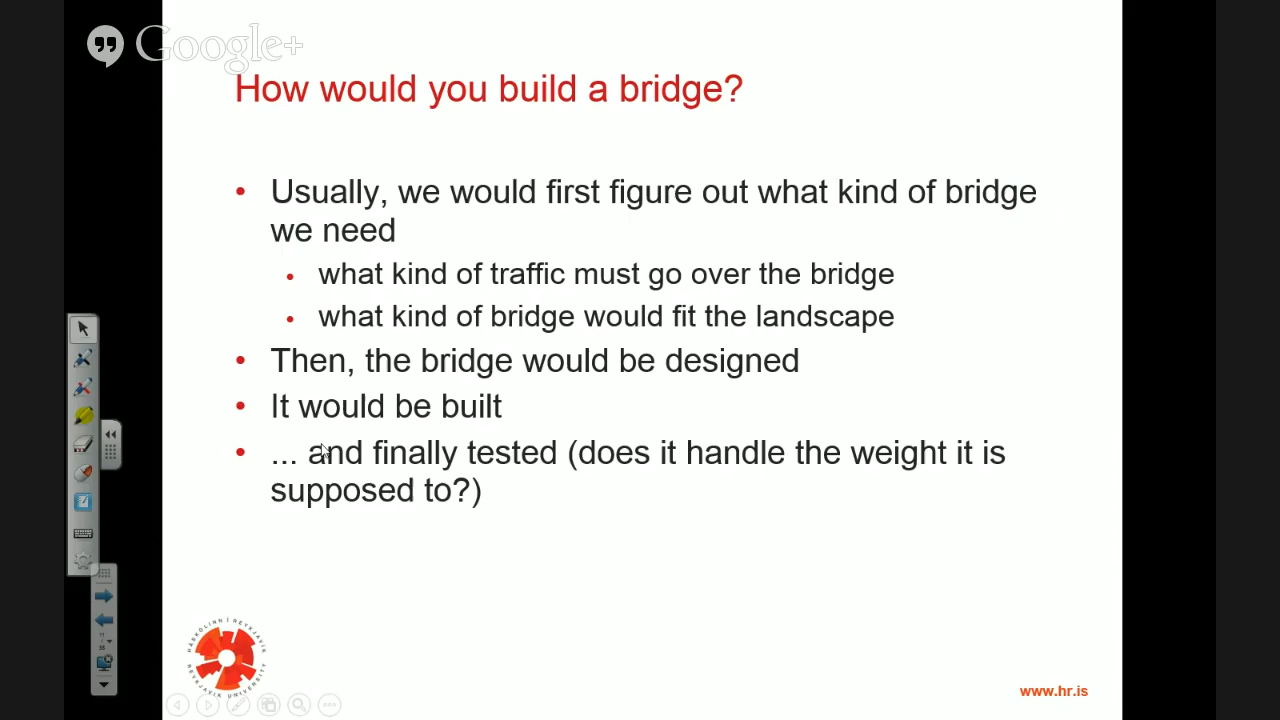 Google+
How would you build a bridge?
• Usually, we would first figure out what kind of bridge
we need
• what kind of traffic must go over the bridge
• what kind of bridge would fit the landscape
• Then, the bridge would be designed
• It would be built
• ... and finally tested (does it handle the weight it is
supposed to?)
HÁSKÓLINN Í REYKJAVÍK
REYKJAVIK UNIVERSITY
www.hr.is